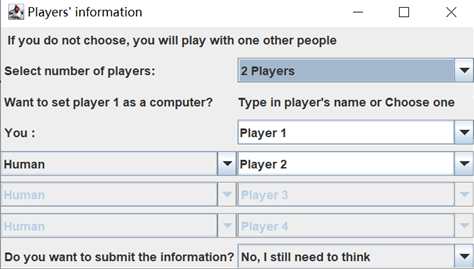 Players' information
If you do not choose, you will play with one other people
Select number of players: 2 Players
Want to set player 1 as a computer? Type in player's name or Choose one
You : Player 1
Human Player 2
Human Player 3
Human Player 4
Do you want to submit the information? No, I still need to think